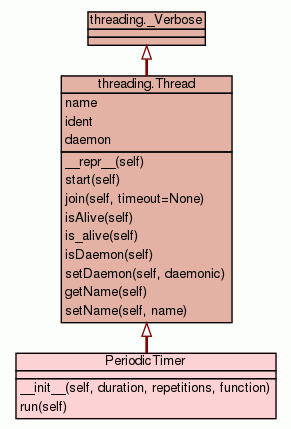 threading._Verbose
threading.Thread
name
ident
daemon
__repr__(self)
start(self)
join(self, timeout=None)
isAlive(self)
is_alive(self)
isDaemon(self)
setDaemon(self, daemonic)
getName(self)
setName(self, name)
PeriodicTimer
__init__(self, duration, repetitions, function)
run(self)